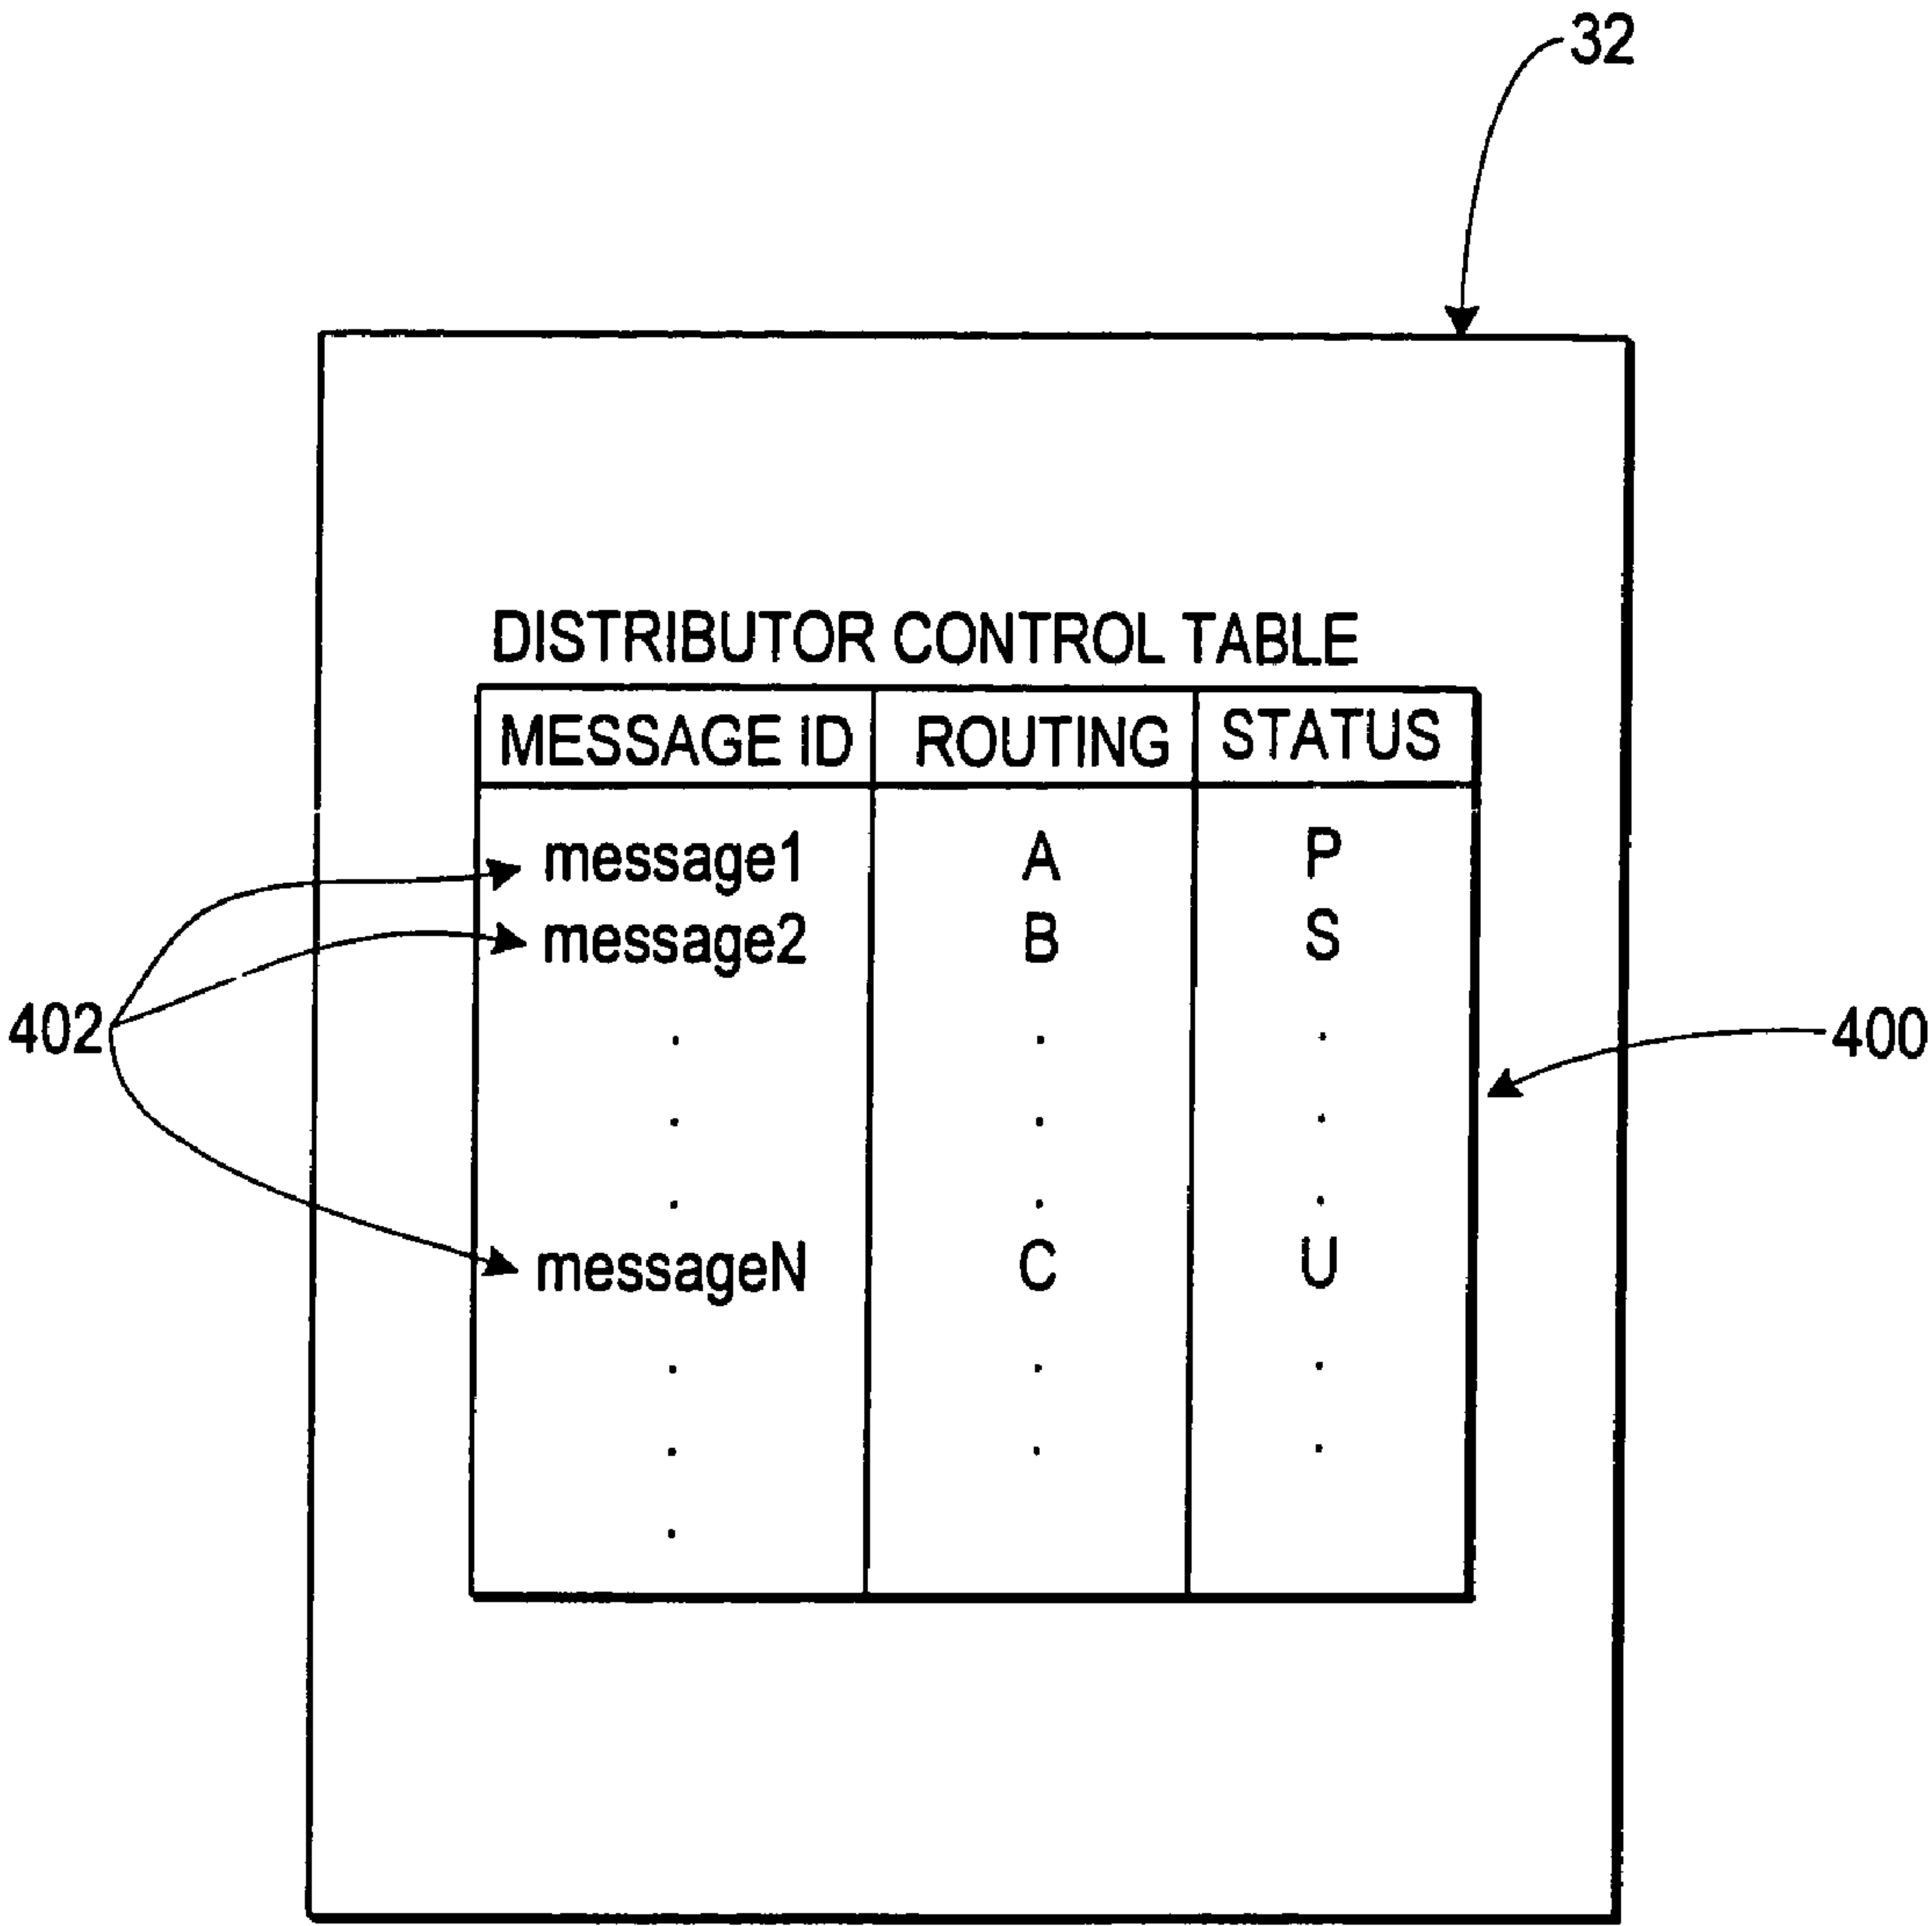 32
DISTRIBUTOR CONTROL TABLE
MESSAGE ID ROUTING STATUS
message1 A P
message2 B S
402
400
. . .
. . .
. . .
messageN C U
. . .
. . .
.